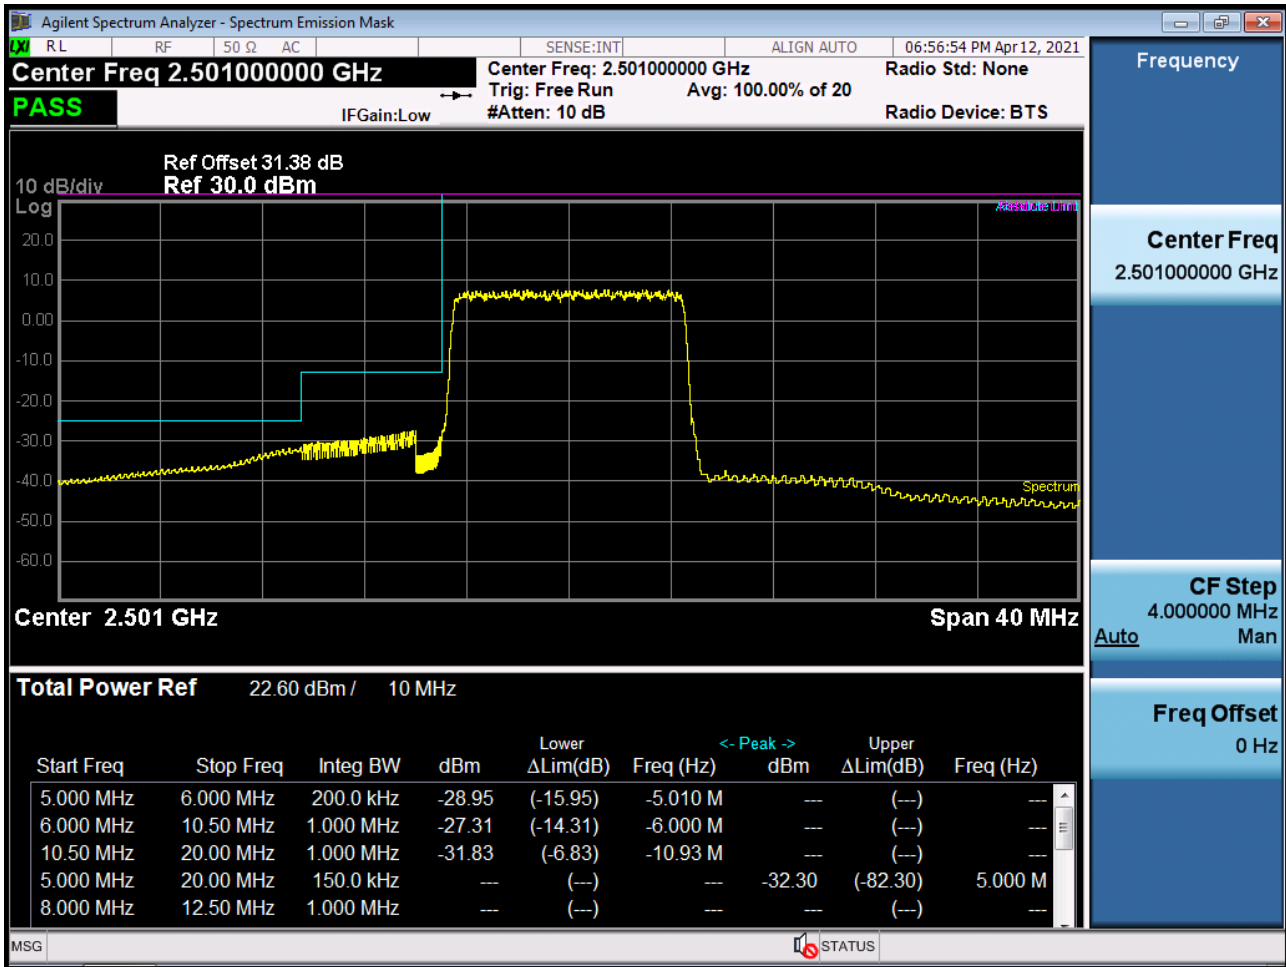 Agilent Spectrum Analyzer - Spectrum Emission Mask
LXI RL RF 50 Ω AC SENSE:INT ALIGN AUTO 06:56:54 PM Apr 12, 2021
Center Freq 2.501000000 GHz
Center Freq: 2.501000000 GHz Radio Std: None
Trig: Free Run Avg: 100.00% of 20
PASS
IFGain:Low #Atten: 10 dB Radio Device: BTS
Ref Offset 31.38 dB
10 dB/div Ref 30.0 dBm
Log
Absolute Limit
20.0
10.0
0.00
-10.0
-20.0
-30.0
-40.0
Spectrum
-50.0
-60.0
Center 2.501 GHz Span 40 MHz
Total Power Ref 22.60 dBm / 10 MHz
Lower <- Peak -> Upper
Start Freq Stop Freq Integ BW dBm ΔLim(dB) Freq (Hz) dBm ΔLim(dB) Freq (Hz)
5.000 MHz 6.000 MHz 200.0 kHz -28.95 (-15.95) -5.010 M --- (---) ---
6.000 MHz 10.50 MHz 1.000 MHz -27.31 (-14.31) -6.000 M --- (---) ---
10.50 MHz 20.00 MHz 1.000 MHz -31.83 (-6.83) -10.93 M --- (---) ---
5.000 MHz 20.00 MHz 150.0 kHz --- (---) --- -32.30 (-82.30) 5.000 M
8.000 MHz 12.50 MHz 1.000 MHz --- (---) --- --- (---) ---
MSG STATUS
Frequency
Center Freq
2.501000000 GHz
CF Step
4.000000 MHz
Auto Man
Freq Offset
0 Hz